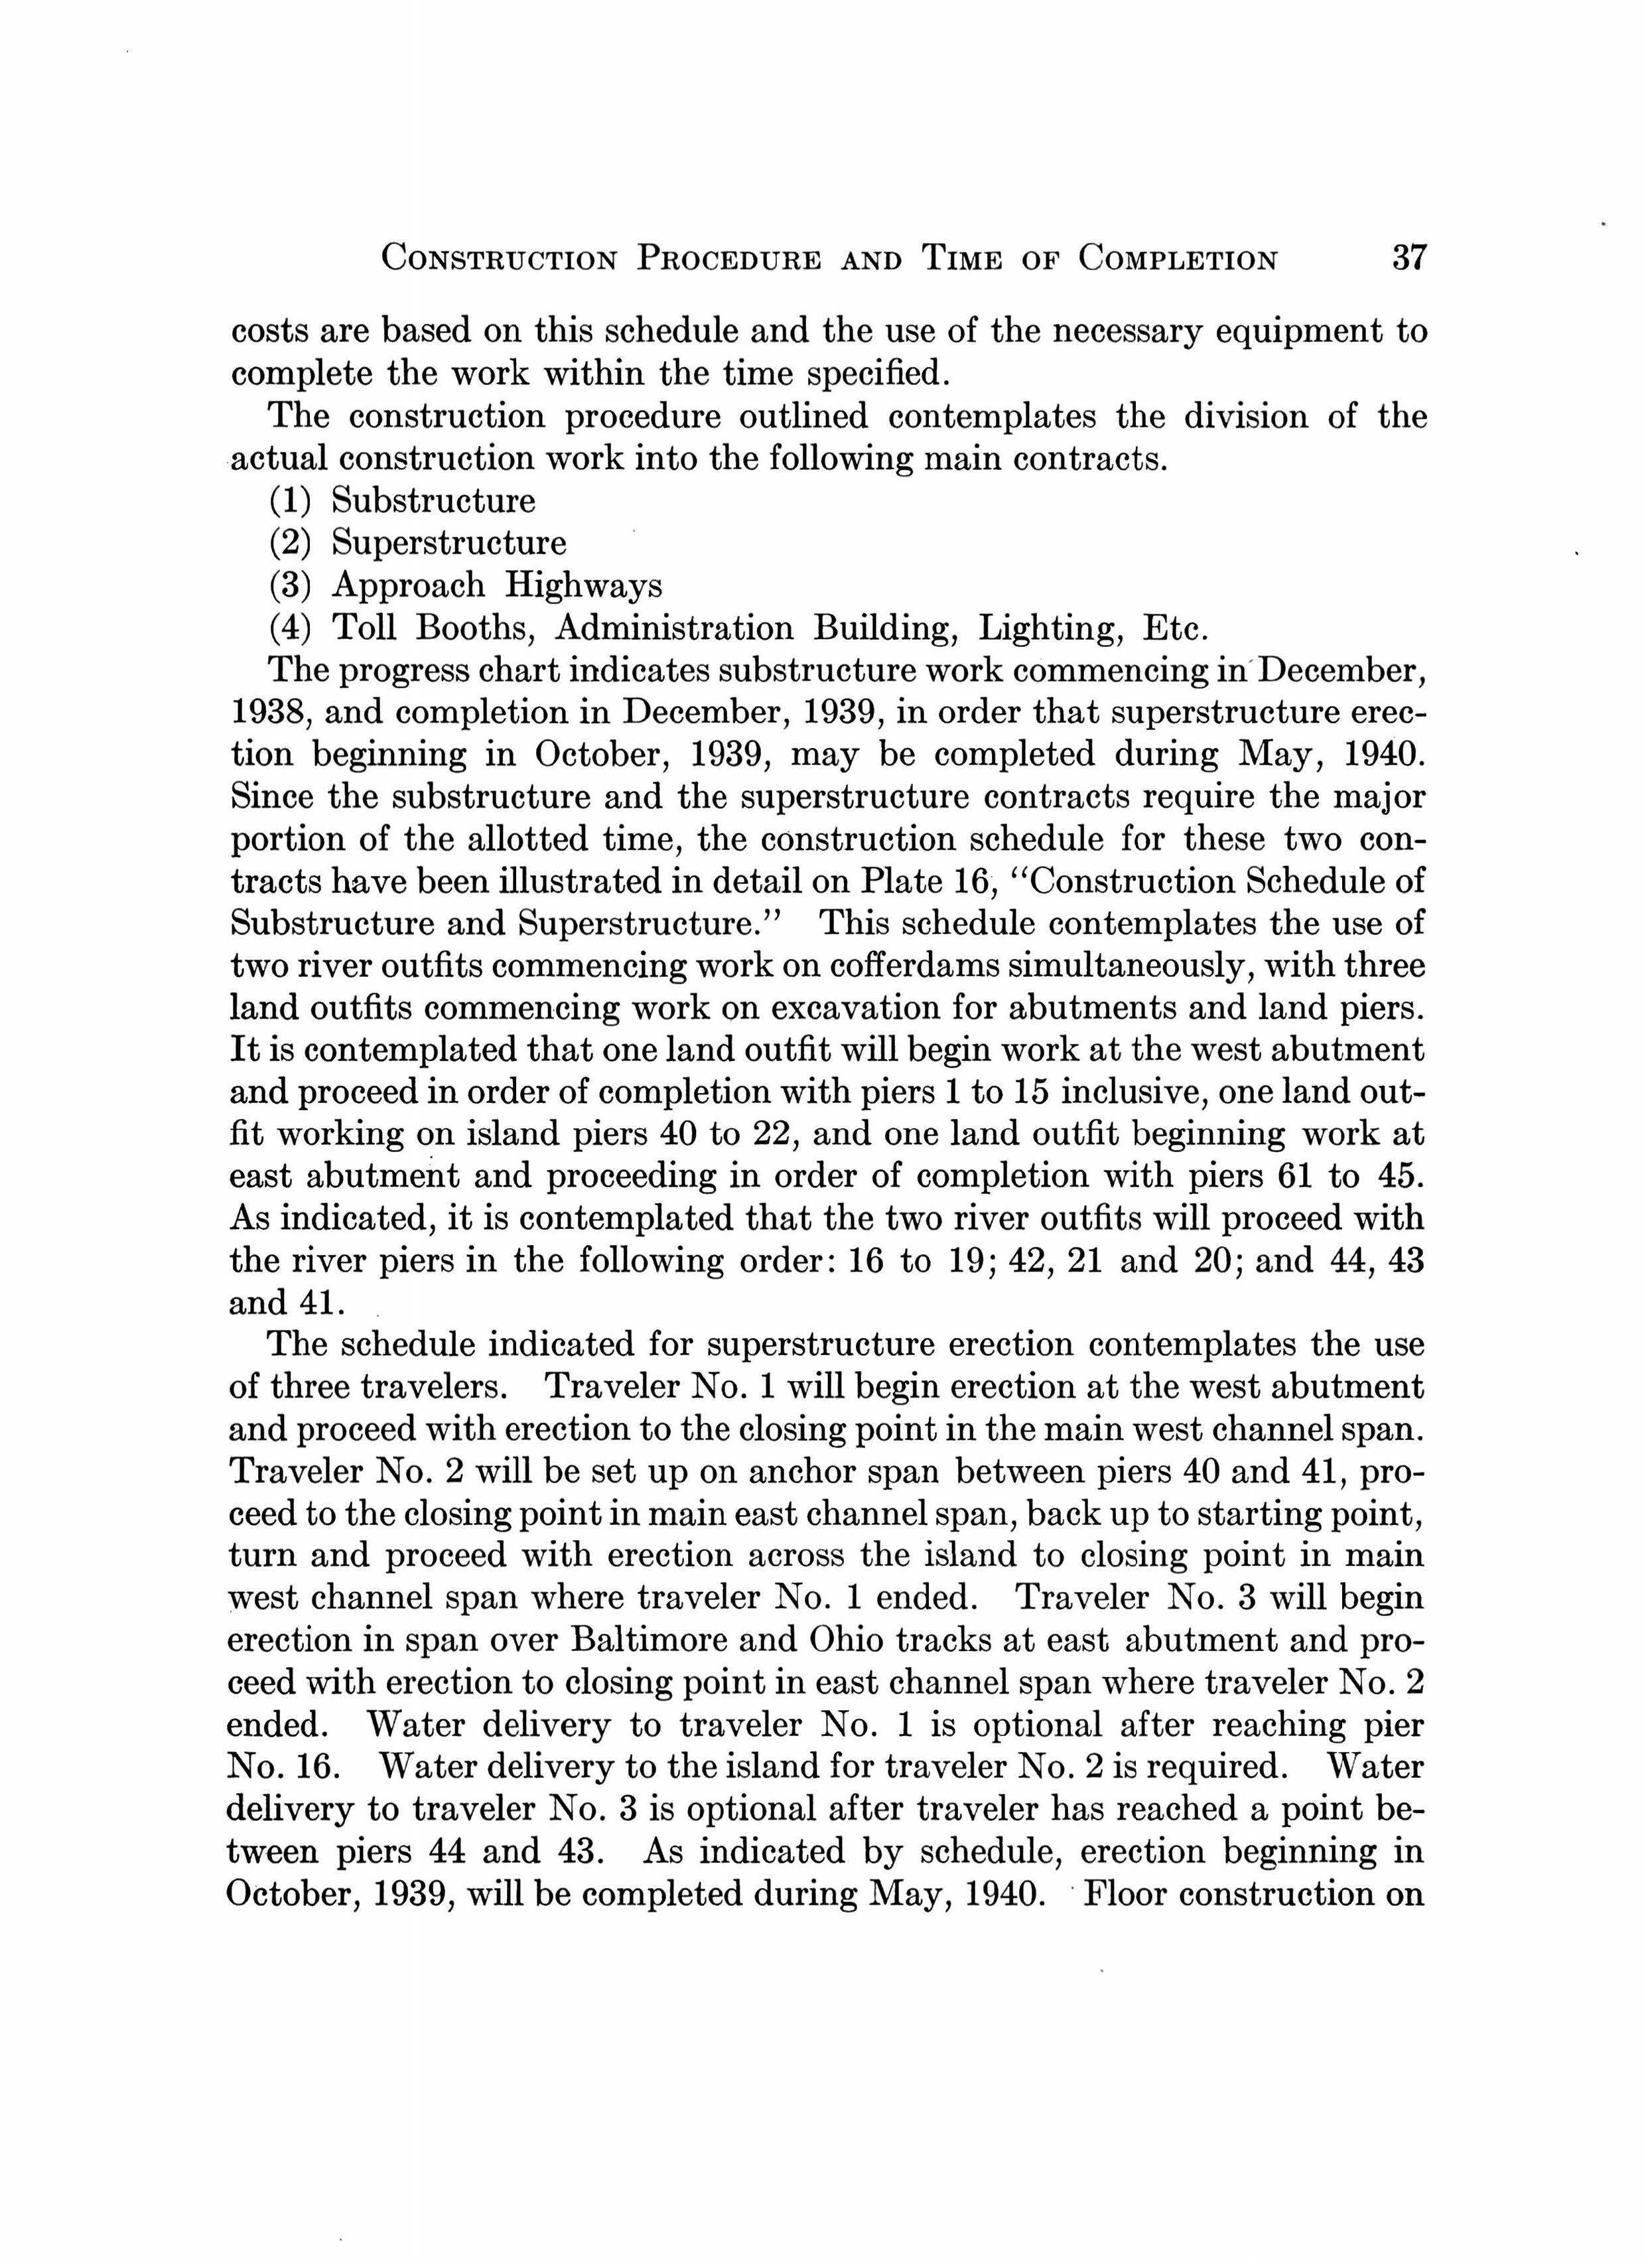 CONSTRUCTION PROCEDURE AND TIME OF COMPLETION 37
costs are based on this schedule and the use of the necessary equipment to
complete the work within the time specified.
The construction procedure outlined contemplates the division of the
actual construction work into the following main contracts.
(1) Substructure
(2) Superstructure
(3) Approach Highways
(4) Toll Booths, Administration Building, Lighting, Etc.
The progress chart indicates substructure work commencing in December,
1938, and completion in December, 1939, in order that superstructure erec-
tion beginning in October, 1939, may be completed during May, 1940.
Since the substructure and the superstructure contracts require the major
portion of the allotted time, the construction schedule for these two con-
tracts have been illustrated in detail on Plate 16, “Construction Schedule of
Substructure and Superstructure.” This schedule contemplates the use of
two river outfits commencing work on cofferdams simultaneously, with three
land outfits commencing work on excavation for abutments and land piers.
It is contemplated that one land outfit will begin work at the west abutment
and proceed in order of completion with piers 1 to 15 inclusive, one land out-
fit working on island piers 40 to 22, and one land outfit beginning work at
east abutment and proceeding in order of completion with piers 61 to 45.
As indicated, it is contemplated that the two river outfits will proceed with
the river piers in the following order: 16 to 19; 42, 21 and 20; and 44, 43
and 41.
The schedule indicated for superstructure erection contemplates the use
of three travelers. Traveler No. 1 will begin erection at the west abutment
and proceed with erection to the closing point in the main west channel span.
Traveler No. 2 will be set up on anchor span between piers 40 and 41, pro-
ceed to the closing point in main east channel span, back up to starting point,
turn and proceed with erection across the island to closing point in main
west channel span where traveler No. 1 ended. Traveler No. 3 will begin
erection in span over Baltimore and Ohio tracks at east abutment and pro-
ceed with erection to closing point in east channel span where traveler No. 2
ended. Water delivery to traveler No. 1 is optional after reaching pier
No. 16. Water delivery to the island for traveler No. 2 is required. Water
delivery to traveler No. 3 is optional after traveler has reached a point be-
tween piers 44 and 43. As indicated by schedule, erection beginning in
October, 1939, will be completed during May, 1940. Floor construction on